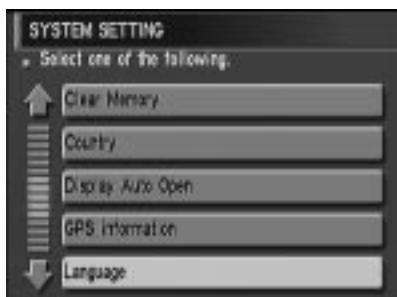 SYSTEM SETTING
Select one of the following.
Clear Memory
Country
Display Auto Open
GPS information
Language